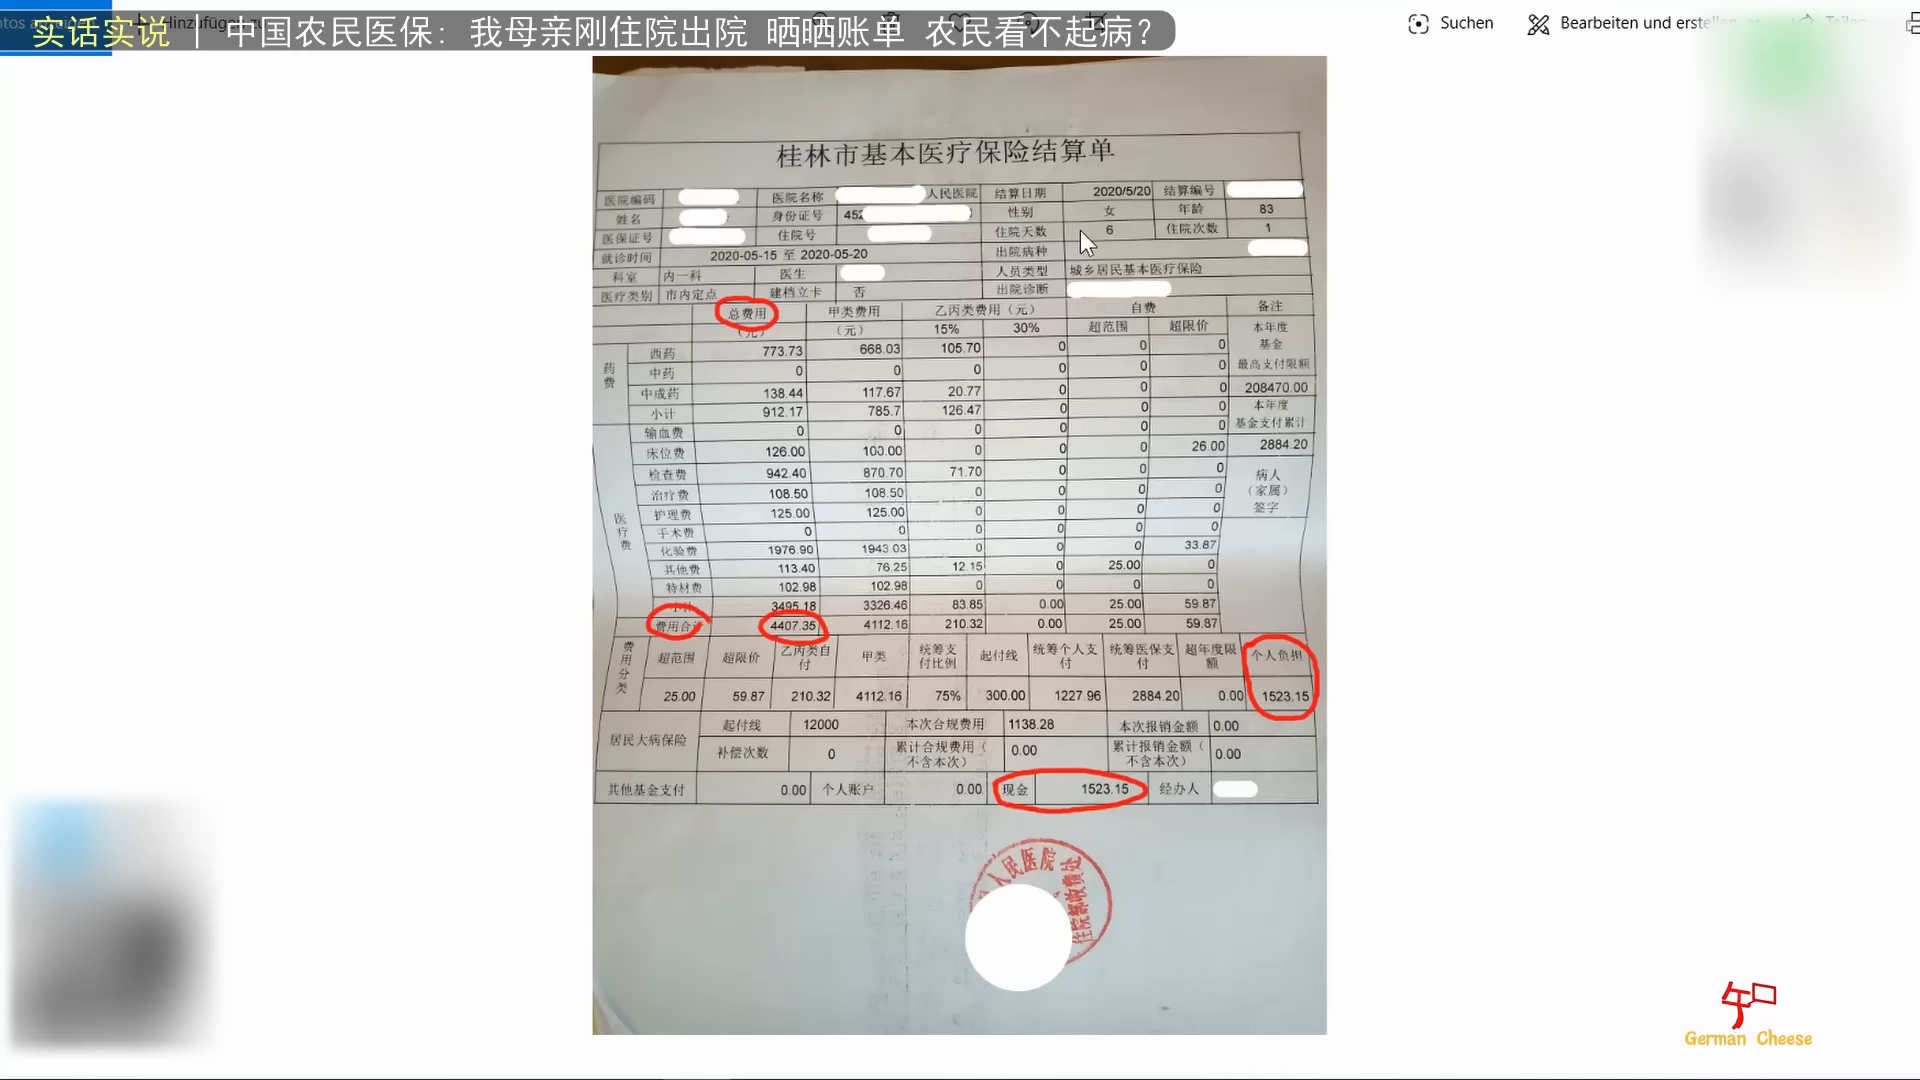 实话实说 | 中国农民医保: 我母亲刚住院出院 晒晒账单 农民看不起病?
Suchen
Bearbeiten und erstellen
Teilen
桂林市基本医疗保险结算单
医院编码 医院名称 人民医院 结算日期 2020/5/20 结算编号
姓名 身份证号 452 性别 女 年龄 83
医保证号 住院号 住院天数 6 住院次数 1
就诊时间 2020-05-15 至 2020-05-20 出院病种
科室 内一科 医生 人员类型 城乡居民基本医疗保险
医疗类别 市内定点 建档立卡 否 出院诊断
总费用 甲类费用 乙丙类费用(元) 自费 备注
(元) (元) 15% 30% 超范围 超限价 本年度
药费 西药 773.73 668.03 105.70 0 0 0 基金
中药 0 0 0 0 0 0 最高支付限额
中成药 138.44 117.67 20.77 0 0 0 208470.00
小计 912.17 785.7 126.47 0 0 0 本年度
医疗费 输血费 0 0 0 0 0 0 基金支付累计
床位费 126.00 100.00 0 0 0 26.00 2884.20
检查费 942.40 870.70 71.70 0 0 0 病人
治疗费 108.50 108.50 0 0 0 0 (家属)
护理费 125.00 125.00 0 0 0 0 签字
手术费 0 0 0 0 0 0
化验费 1976.90 1943.03 0 0 0 33.87
其他费 113.40 76.25 12.15 0 25.00 0
特材费 102.98 102.98 0 0 0 0
小计 3495.18 3326.46 83.85 0.00 25.00 59.87
费用合计 4407.35 4112.16 210.32 0.00 25.00 59.87
费用分类 超范围 超限价 乙丙类自付 甲类 统筹支付比例 起付线 统筹个人支付 统筹医保支付 超年度限额 个人负担
25.00 59.87 210.32 4112.16 75% 300.00 1227.96 2884.20 0.00 1523.15
居民大病保险 起付线 12000 本次合规费用 1138.28 本次报销金额 0.00
补偿次数 0 累计合规费用(不含本次) 0.00 累计报销金额(不含本次) 0.00
其他基金支付 0.00 个人账户 0.00 现金 1523.15 经办人
人民医院
住院部收费处
German Cheese